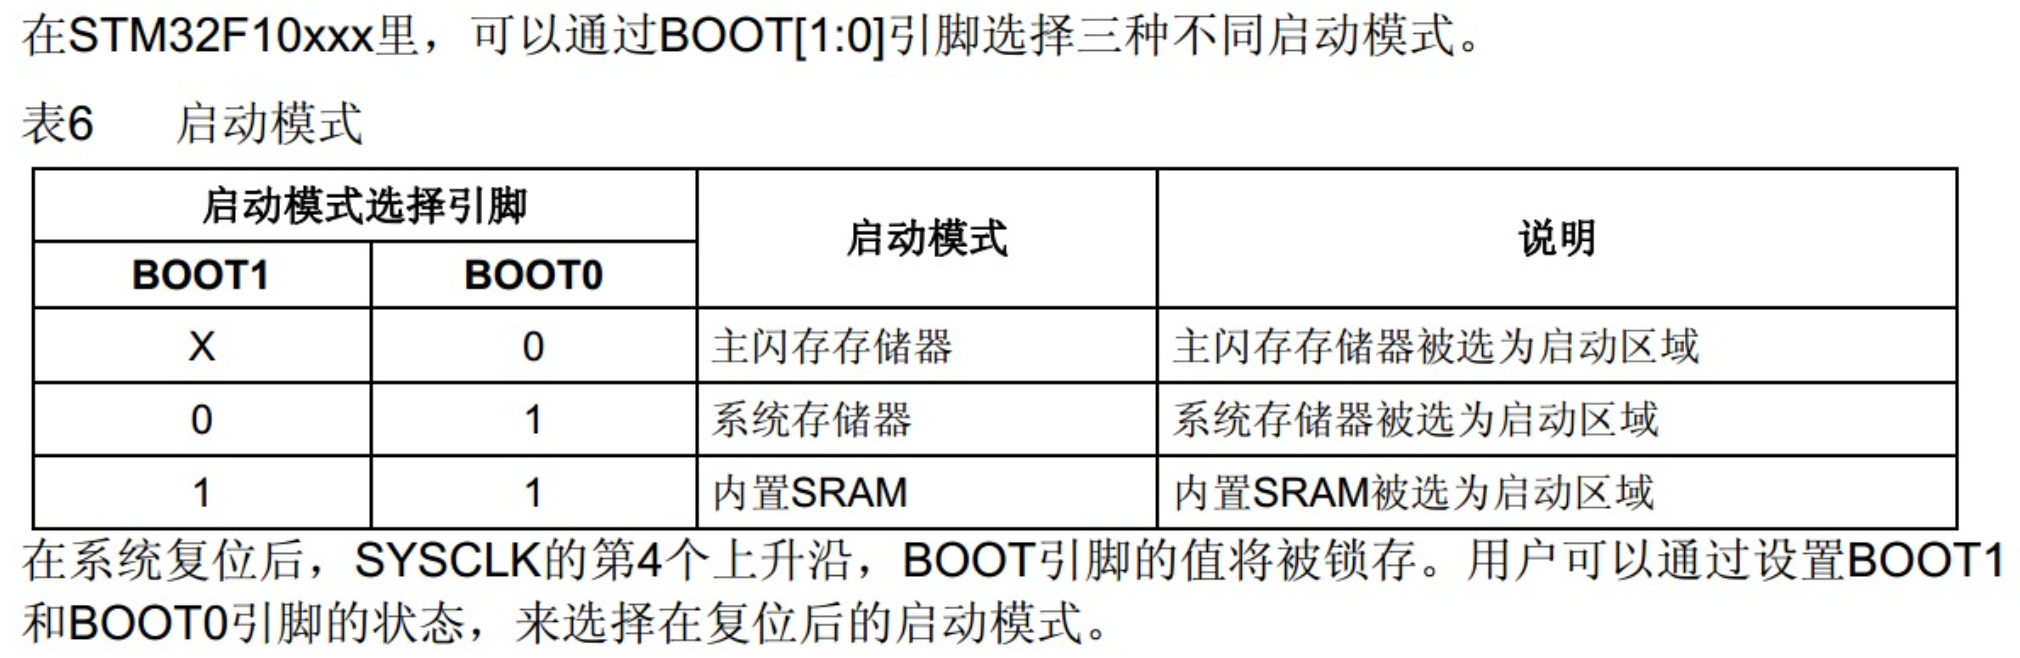 在STM32F10xxx里，可以通过BOOT[1:0]引脚选择三种不同启动模式。
表6 启动模式
启动模式选择引脚 启动模式 说明
BOOT1 BOOT0
X 0 主闪存存储器 主闪存存储器被选为启动区域
0 1 系统存储器 系统存储器被选为启动区域
1 1 内置SRAM 内置SRAM被选为启动区域
在系统复位后，SYSCLK的第4个上升沿，BOOT引脚的值将被锁存。用户可以通过设置BOOT1
和BOOT0引脚的状态，来选择在复位后的启动模式。